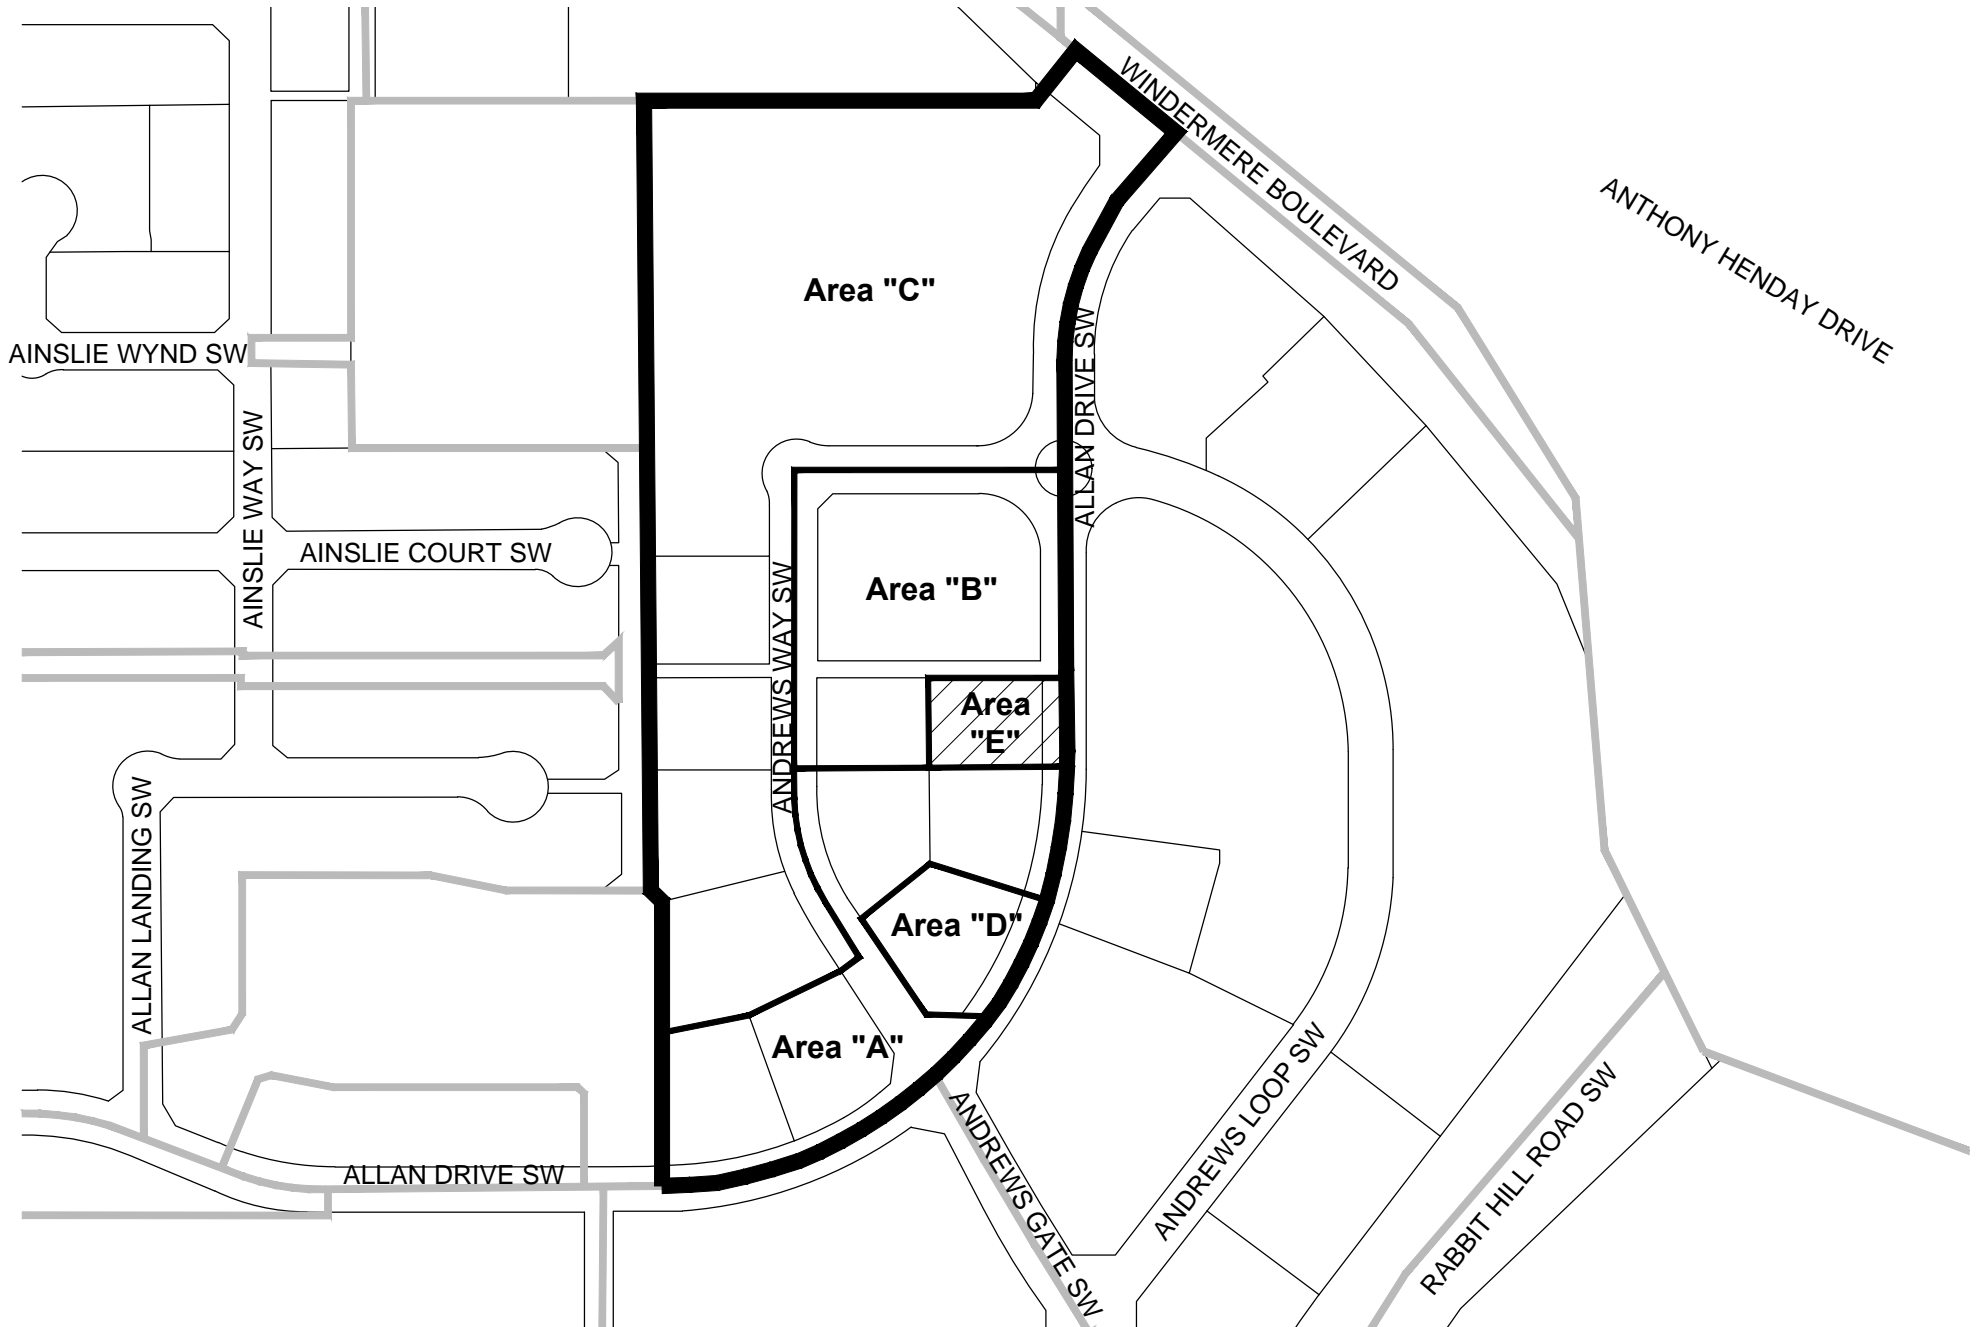 WINDERMERE BOULEVARD
ANTHONY HENDAY DRIVE
Area "C"
AINSLIE WYND SW
ALLAN DRIVE SW
AINSLIE WAY SW
AINSLIE COURT SW
Area "B"
ANDREWS WAY SW
Area
"E"
ALLAN LANDING SW
Area "D"
Area "A"
ALLAN DRIVE SW
ANDREWS GATE SW
ANDREWS LOOP SW
RABBIT HILL ROAD SW